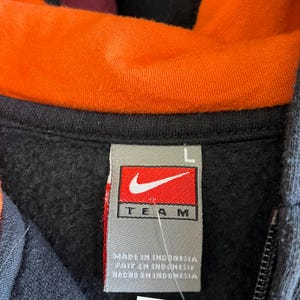 L
TEAM
MADE IN INDONESIA
FAIT EN INDONESIE
HECHO EN INDONESIA